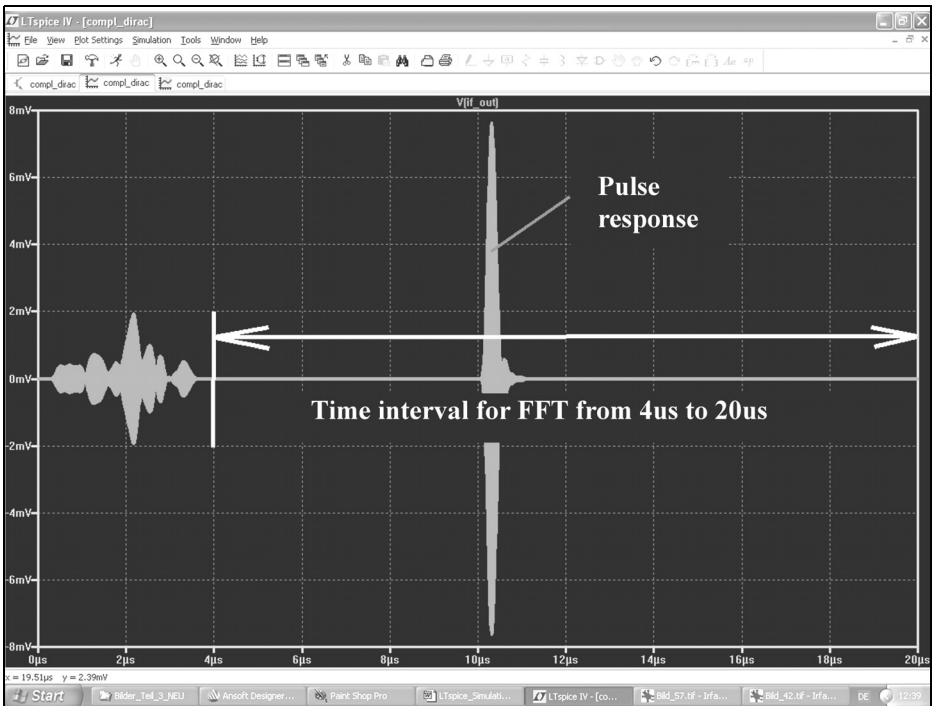 LTspice IV - [compl_dirac]
File View Plot Settings Simulation Tools Window Help
compl_dirac compl_dirac compl_dirac
V(if_out)
8mV
6mV
4mV
2mV
0mV
-2mV
-4mV
-6mV
-8mV
Pulse
response
Time interval for FFT from 4us to 20us
0µs 2µs 4µs 6µs 8µs 10µs 12µs 14µs 16µs 18µs 20µs
x = 19.51µs y = 2.39mV
Start Bilder_Teil_3_NEU Ansoft Designer... Paint Shop Pro LTspice_Simulati... LTspice IV - [co... Bild_57.tif - Irfa... Bild_42.tif - Irfa... DE 12:39